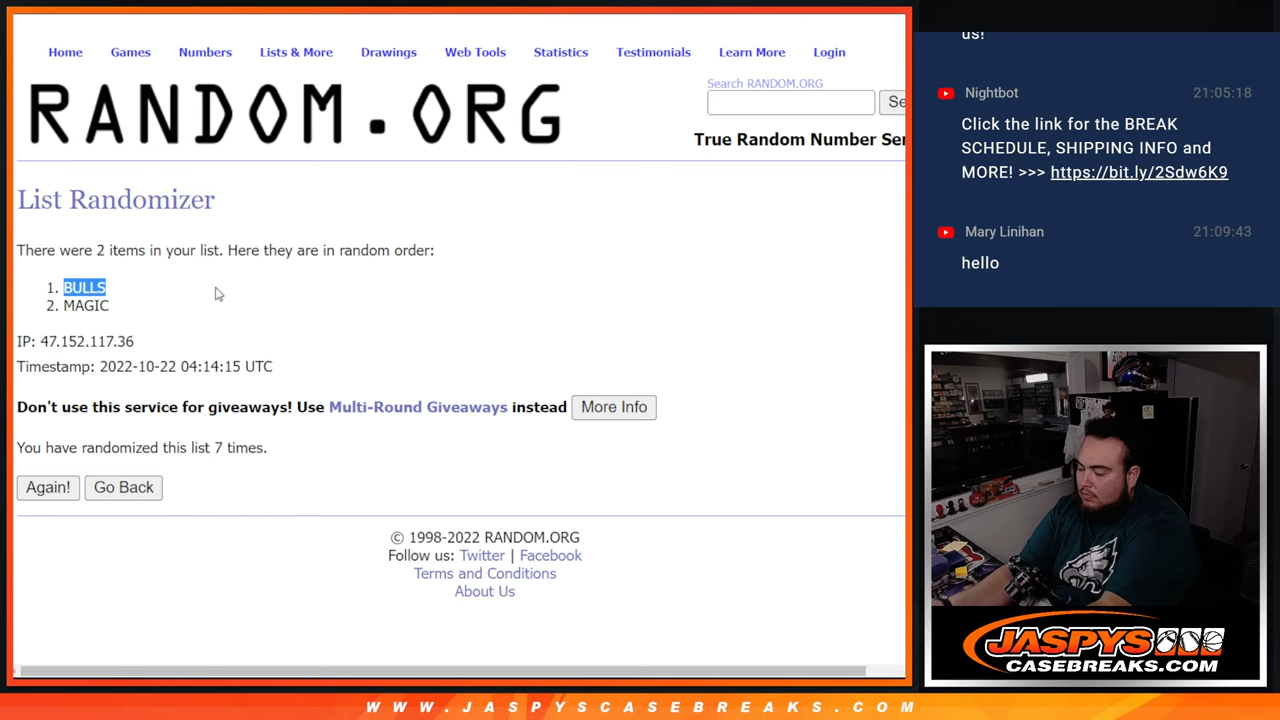 Home Games Numbers Lists & More Drawings Web Tools Statistics Testimonials Learn More Login
RANDOM.ORG
Search RANDOM.ORG
Se
True Random Number Ser
List Randomizer
There were 2 items in your list. Here they are in random order:
1. BULLS
2. MAGIC
IP: 47.152.117.36
Timestamp: 2022-10-22 04:14:15 UTC
Don't use this service for giveaways! Use Multi-Round Giveaways instead More Info
You have randomized this list 7 times.
Again! Go Back
© 1998-2022 RANDOM.ORG
Follow us: Twitter | Facebook
Terms and Conditions
About Us
us!
Nightbot 21:05:18
Click the link for the BREAK
SCHEDULE, SHIPPING INFO and
MORE! >>> https://bit.ly/2Sdw6K9
Mary Linihan 21:09:43
hello
JASPYS
CASEBREAKS.COM
WWW.JASPYSCASEBREAKS.COM